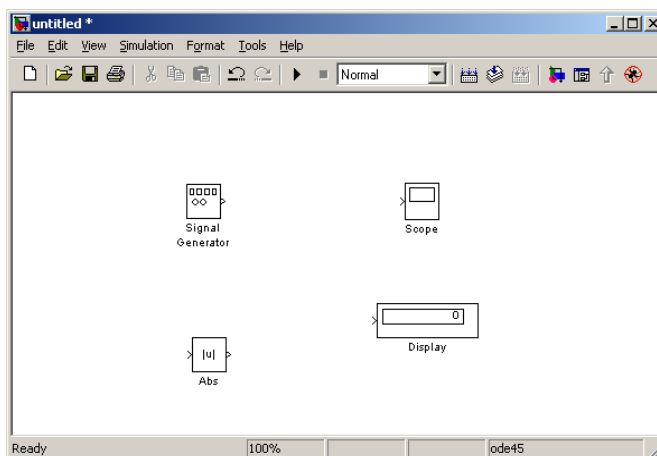 untitled *
File Edit View Simulation Format Tools Help
Normal
Signal
Generator
Scope
0
Display
|u|
Abs
Ready 100% ode45